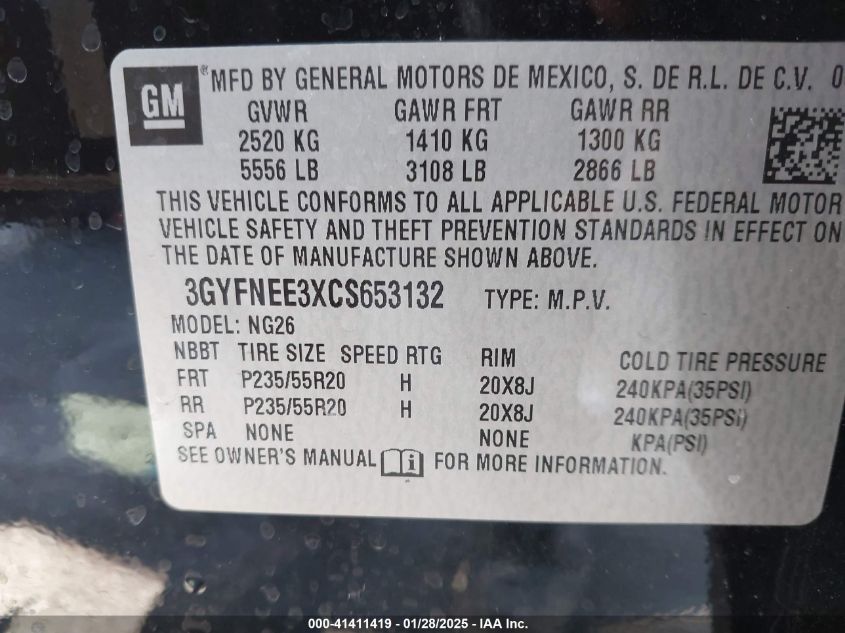 GM ® MFD BY GENERAL MOTORS DE MEXICO, S. DE R.L. DE C.V. 0
GVWR GAWR FRT GAWR RR
2520 KG 1410 KG 1300 KG
5556 LB 3108 LB 2866 LB
THIS VEHICLE CONFORMS TO ALL APPLICABLE U.S. FEDERAL MOTOR
VEHICLE SAFETY AND THEFT PREVENTION STANDARDS IN EFFECT ON
THE DATE OF MANUFACTURE SHOWN ABOVE.
3GYFNEE3XCS653132 TYPE: M.P.V.
MODEL: NG26
NBBT TIRE SIZE SPEED RTG RIM COLD TIRE PRESSURE
FRT P235/55R20 H 20X8J 240KPA(35PSI)
RR P235/55R20 H 20X8J 240KPA(35PSI)
SPA NONE NONE KPA(PSI)
SEE OWNER'S MANUAL i FOR MORE INFORMATION.
000-41411419 | 01/28/2025 - IAA Inc.